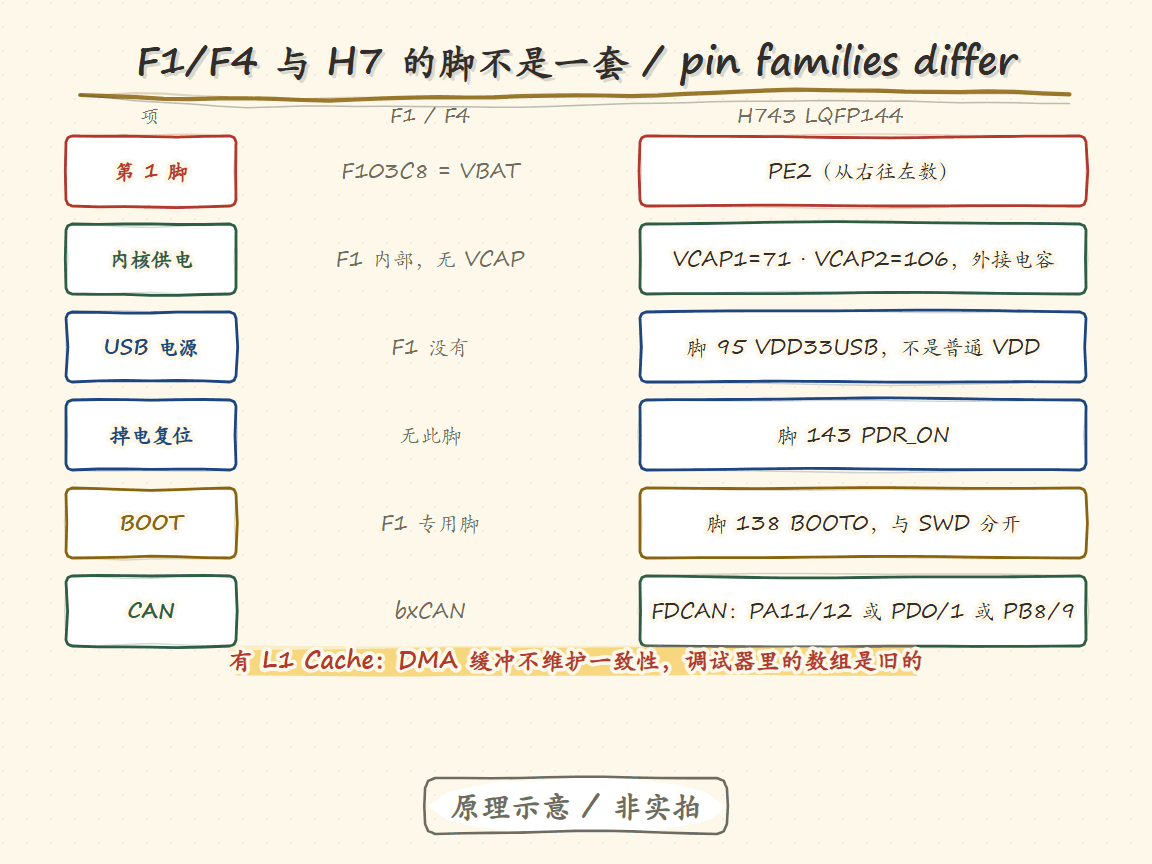 F1/F4 与 H7 的脚不是一套 / pin families differ
项 F1 / F4 H743 LQFP144
第 1 脚 F103C8 = VBAT PE2（从右往左数）
内核供电 F1 内部，无 VCAP VCAP1=71 · VCAP2=106，外接电容
USB 电源 F1 没有 脚 95 VDD33USB，不是普通 VDD
掉电复位 无此脚 脚 143 PDR_ON
BOOT F1 专用脚 脚 138 BOOT0，与 SWD 分开
CAN bxCAN FDCAN：PA11/12 或 PD0/1 或 PB8/9
有 L1 Cache：DMA 缓冲不维护一致性，调试器里的数组是旧的
原理示意 / 非实拍